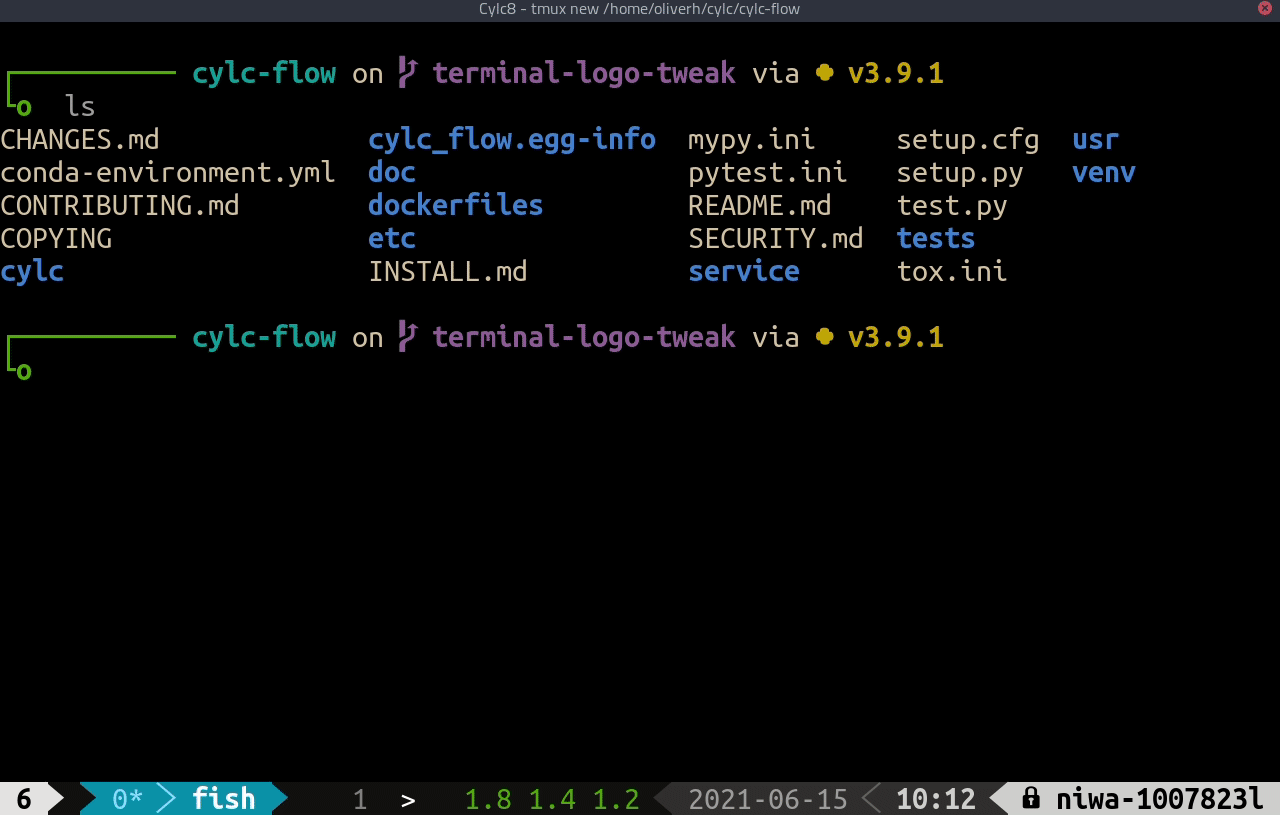 Cylc8 - tmux new /home/oliverh/cylc/cylc-flow
cylc-flow on terminal-logo-tweak via v3.9.1
o ls
CHANGES.md cylc_flow.egg-info mypy.ini setup.cfg usr
conda-environment.yml doc pytest.ini setup.py venv
CONTRIBUTING.md dockerfiles README.md test.py
COPYING etc SECURITY.md tests
cylc INSTALL.md service tox.ini
cylc-flow on terminal-logo-tweak via v3.9.1
o
6 0* fish 1 > 1.8 1.4 1.2 2021-06-15 10:12 niwa-1007823l